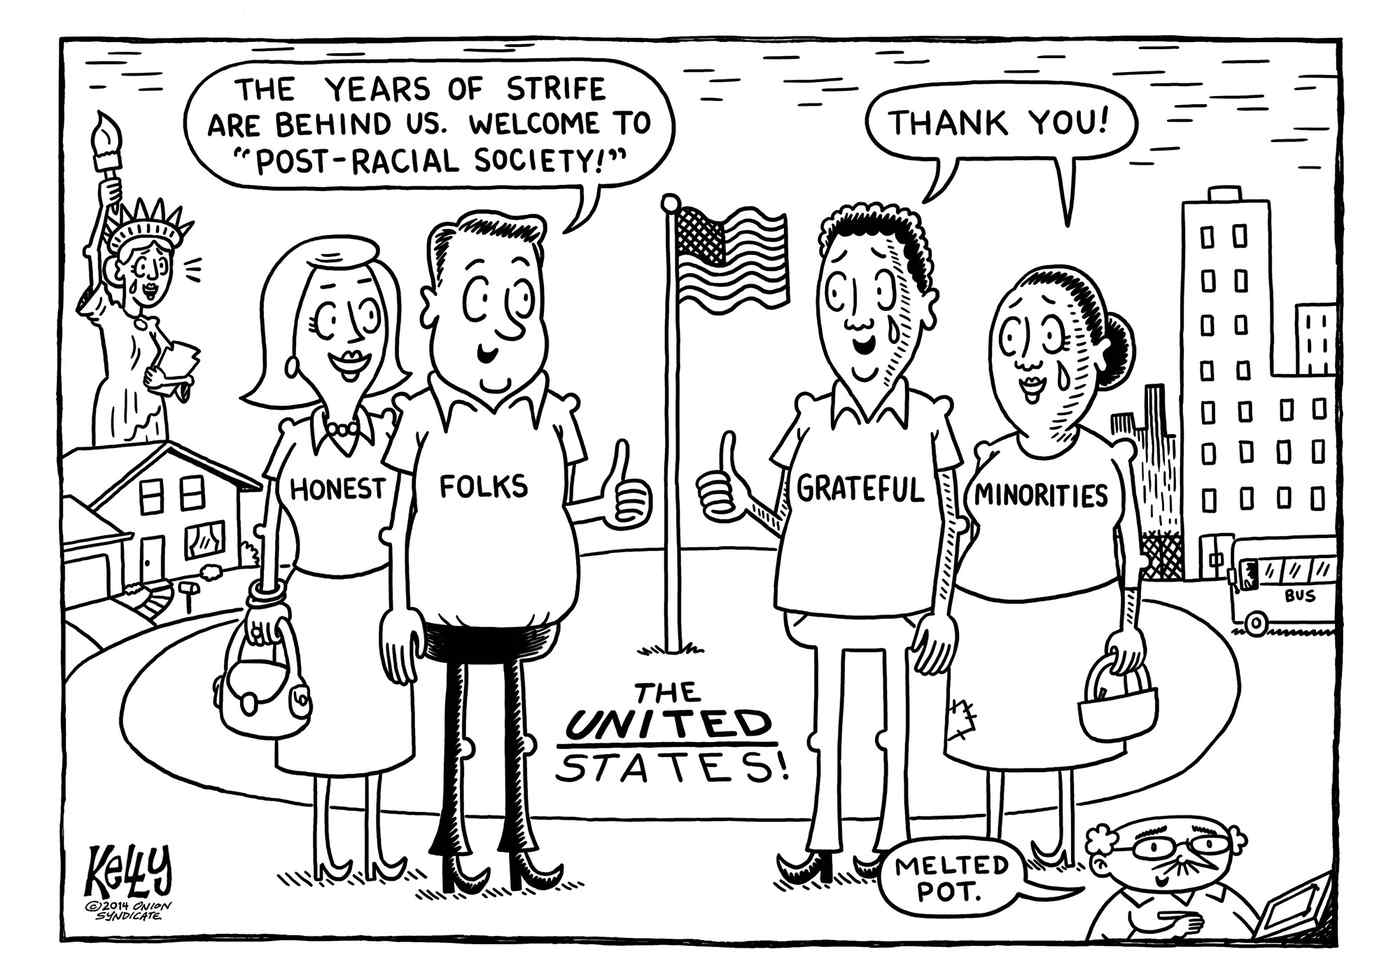 THE YEARS OF STRIFE
ARE BEHIND US. WELCOME TO
"POST-RACIAL SOCIETY!"
THANK YOU!
HONEST
FOLKS
GRATEFUL
MINORITIES
BUS
THE
UNITED
STATES!
MELTED
POT.
KELLY
©2014 ONION
SYNDICATE.